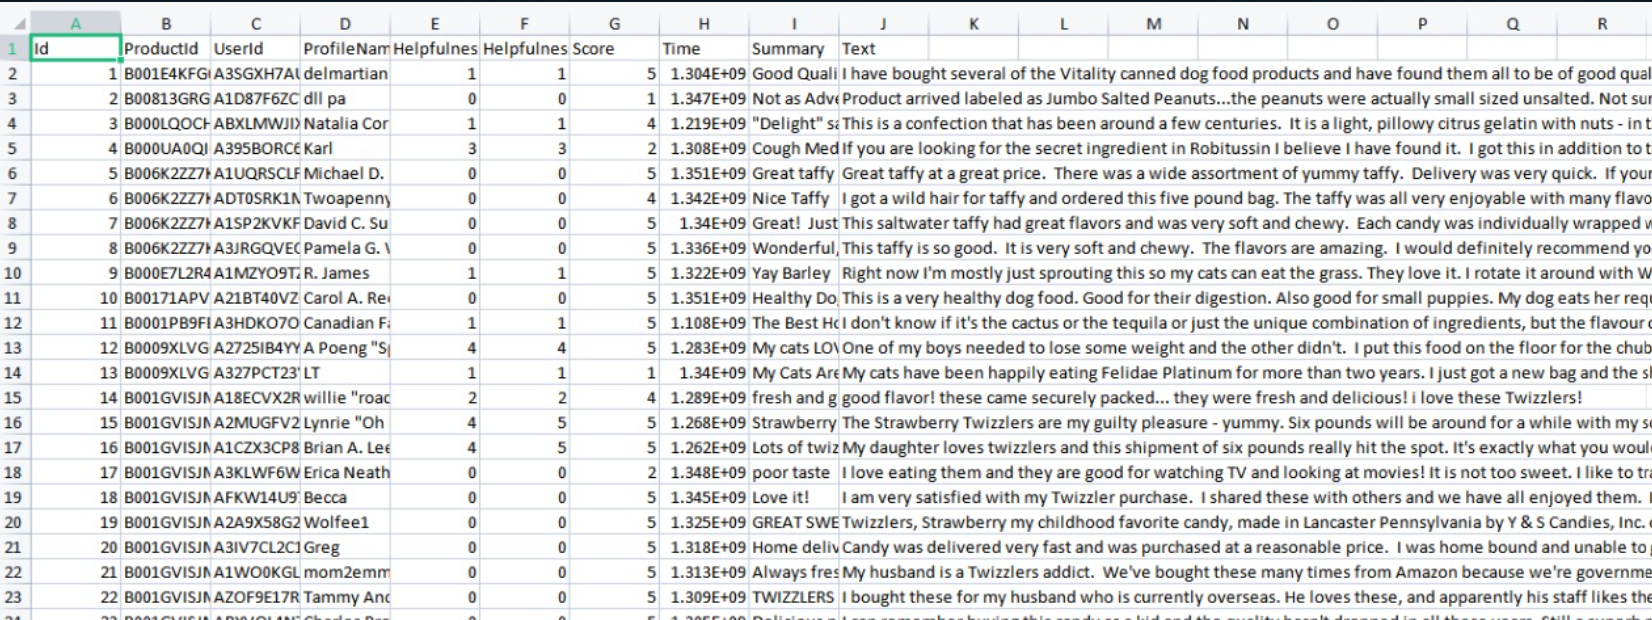 A B C D E F G H I J K L M N O P Q R
1 Id ProductId UserId ProfileNam Helpfulnes Helpfulnes Score Time Summary Text
2 1 B001E4KFG A3SGXH7AU delmartian 1 1 5 1.304E+09 Good Quali I have bought several of the Vitality canned dog food products and have found them all to be of good qual
3 2 B00813GRG A1D87F6ZC dll pa 0 0 1 1.347E+09 Not as Adve Product arrived labeled as Jumbo Salted Peanuts...the peanuts were actually small sized unsalted. Not sur
4 3 B000LQOCH ABXLMWJIX Natalia Cor 1 1 4 1.219E+09 "Delight" sa This is a confection that has been around a few centuries. It is a light, pillowy citrus gelatin with nuts - in t
5 4 B000UA0QI A395BORC6 Karl 3 3 2 1.308E+09 Cough Med If you are looking for the secret ingredient in Robitussin I believe I have found it. I got this in addition to t
6 5 B006K2ZZ7K A1UQRSCLF Michael D. 0 0 5 1.351E+09 Great taffy Great taffy at a great price. There was a wide assortment of yummy taffy. Delivery was very quick. If your
7 6 B006K2ZZ7K ADT0SRK1M Twoapenny 0 0 4 1.342E+09 Nice Taffy I got a wild hair for taffy and ordered this five pound bag. The taffy was all very enjoyable with many flavo
8 7 B006K2ZZ7K A1SP2KVKF David C. Su 0 0 5 1.34E+09 Great! Just This saltwater taffy had great flavors and was very soft and chewy. Each candy was individually wrapped w
9 8 B006K2ZZ7K A3JRGQVEQ Pamela G. 0 0 5 1.336E+09 Wonderful, This taffy is so good. It is very soft and chewy. The flavors are amazing. I would definitely recommend yo
10 9 B000E7L2R4 A1MZYO9TZ R. James 1 1 5 1.322E+09 Yay Barley Right now I'm mostly just sprouting this so my cats can eat the grass. They love it. I rotate it around with W
11 10 B00171APV A21BT40VZ Carol A. Re 0 0 5 1.351E+09 Healthy Do This is a very healthy dog food. Good for their digestion. Also good for small puppies. My dog eats her requ
12 11 B0001PB9F A3HDKO7O Canadian Fa 1 1 5 1.108E+09 The Best Ho I don't know if it's the cactus or the tequila or just the unique combination of ingredients, but the flavour o
13 12 B0009XLVG A2725IB4YY A Poeng "Sp 4 4 5 1.283E+09 My cats LOV One of my boys needed to lose some weight and the other didn't. I put this food on the floor for the chub
14 13 B0009XLVG A327PCT23 LT 1 1 1 1.34E+09 My Cats Are My cats have been happily eating Felidae Platinum for more than two years. I just got a new bag and the sh
15 14 B001GVISJN A18ECVX2R willie "road 2 2 4 1.289E+09 fresh and g good flavor! these came securely packed... they were fresh and delicious! i love these Twizzlers!
16 15 B001GVISJN A2MUGFV2 Lynrie "Oh 4 5 5 1.268E+09 Strawberry The Strawberry Twizzlers are my guilty pleasure - yummy. Six pounds will be around for a while with my so
17 16 B001GVISJN A1CZX3CP8 Brian A. Lee 4 5 5 1.262E+09 Lots of twiz My daughter loves twizzlers and this shipment of six pounds really hit the spot. It's exactly what you woul
18 17 B001GVISJN A3KLWF6W Erica Neath 0 0 2 1.348E+09 poor taste I love eating them and they are good for watching TV and looking at movies! It is not too sweet. I like to tra
19 18 B001GVISJN AFKW14U9 Becca 0 0 5 1.345E+09 Love it! I am very satisfied with my Twizzler purchase. I shared these with others and we have all enjoyed them.
20 19 B001GVISJN A2A9X58G2 Wolfee1 0 0 5 1.325E+09 GREAT SWE Twizzlers, Strawberry my childhood favorite candy, made in Lancaster Pennsylvania by Y & S Candies, Inc.
21 20 B001GVISJN A3IV7CL2C1 Greg 0 0 5 1.318E+09 Home deliv Candy was delivered very fast and was purchased at a reasonable price. I was home bound and unable to
22 21 B001GVISJN A1WO0KGL mom2emm 0 0 5 1.313E+09 Always fres My husband is a Twizzlers addict. We've bought these many times from Amazon because we're governme
23 22 B001GVISJN AZOF9E17R Tammy And 0 0 5 1.309E+09 TWIZZLERS I bought these for my husband who is currently overseas. He loves these, and apparently his staff likes the